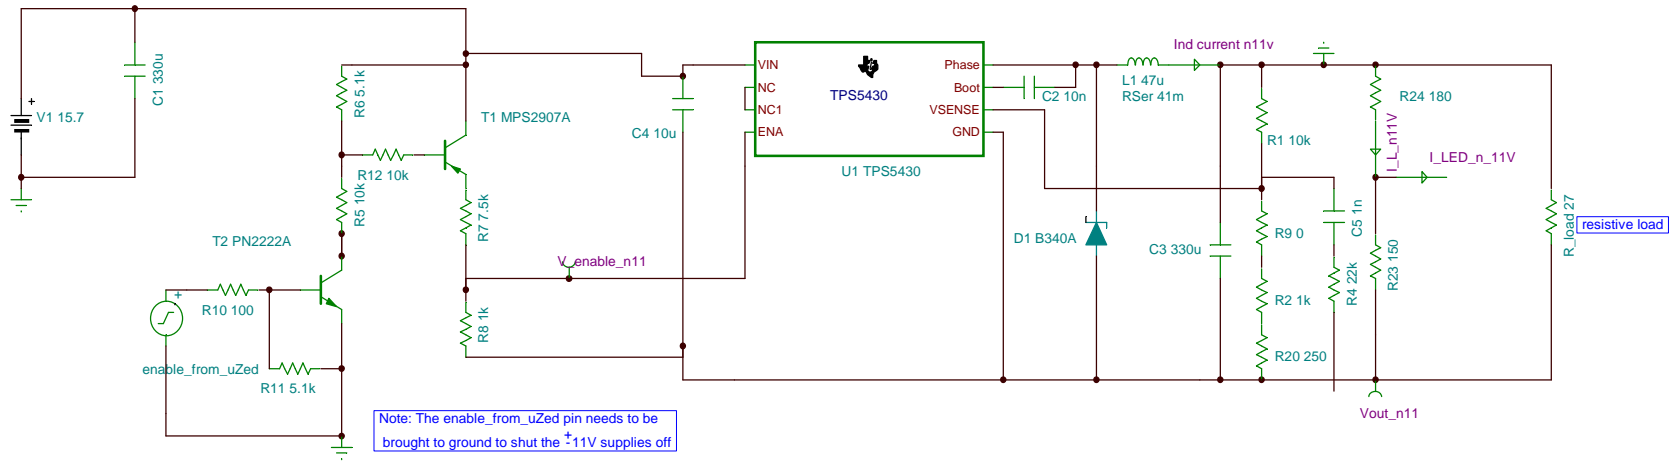 V1 15.7
C1 330u
R6 5.1k
T1 MPS2907A
R12 10k
R5 10k
T2 PN2222A
R10 100
enable_from_uZed
R11 5.1k
R7 7.5k
V_enable_n11
R8 1k
C4 10u
VIN
NC
NC1
ENA
TPS5430
Phase
Boot
VSENSE
GND
U1 TPS5430
C2 10n
L1 47u
RSer 41m
Ind current n11v
D1 B340A
C3 330u
R1 10k
R9 0
R2 1k
R20 250
C5 1n
R4 22k
R24 180
I_L_n11V
I_LED_n_11V
R23 150
Vout_n11
R_load 27
resistive load
Note: The enable_from_uZed pin needs to be
brought to ground to shut the +-11V supplies off